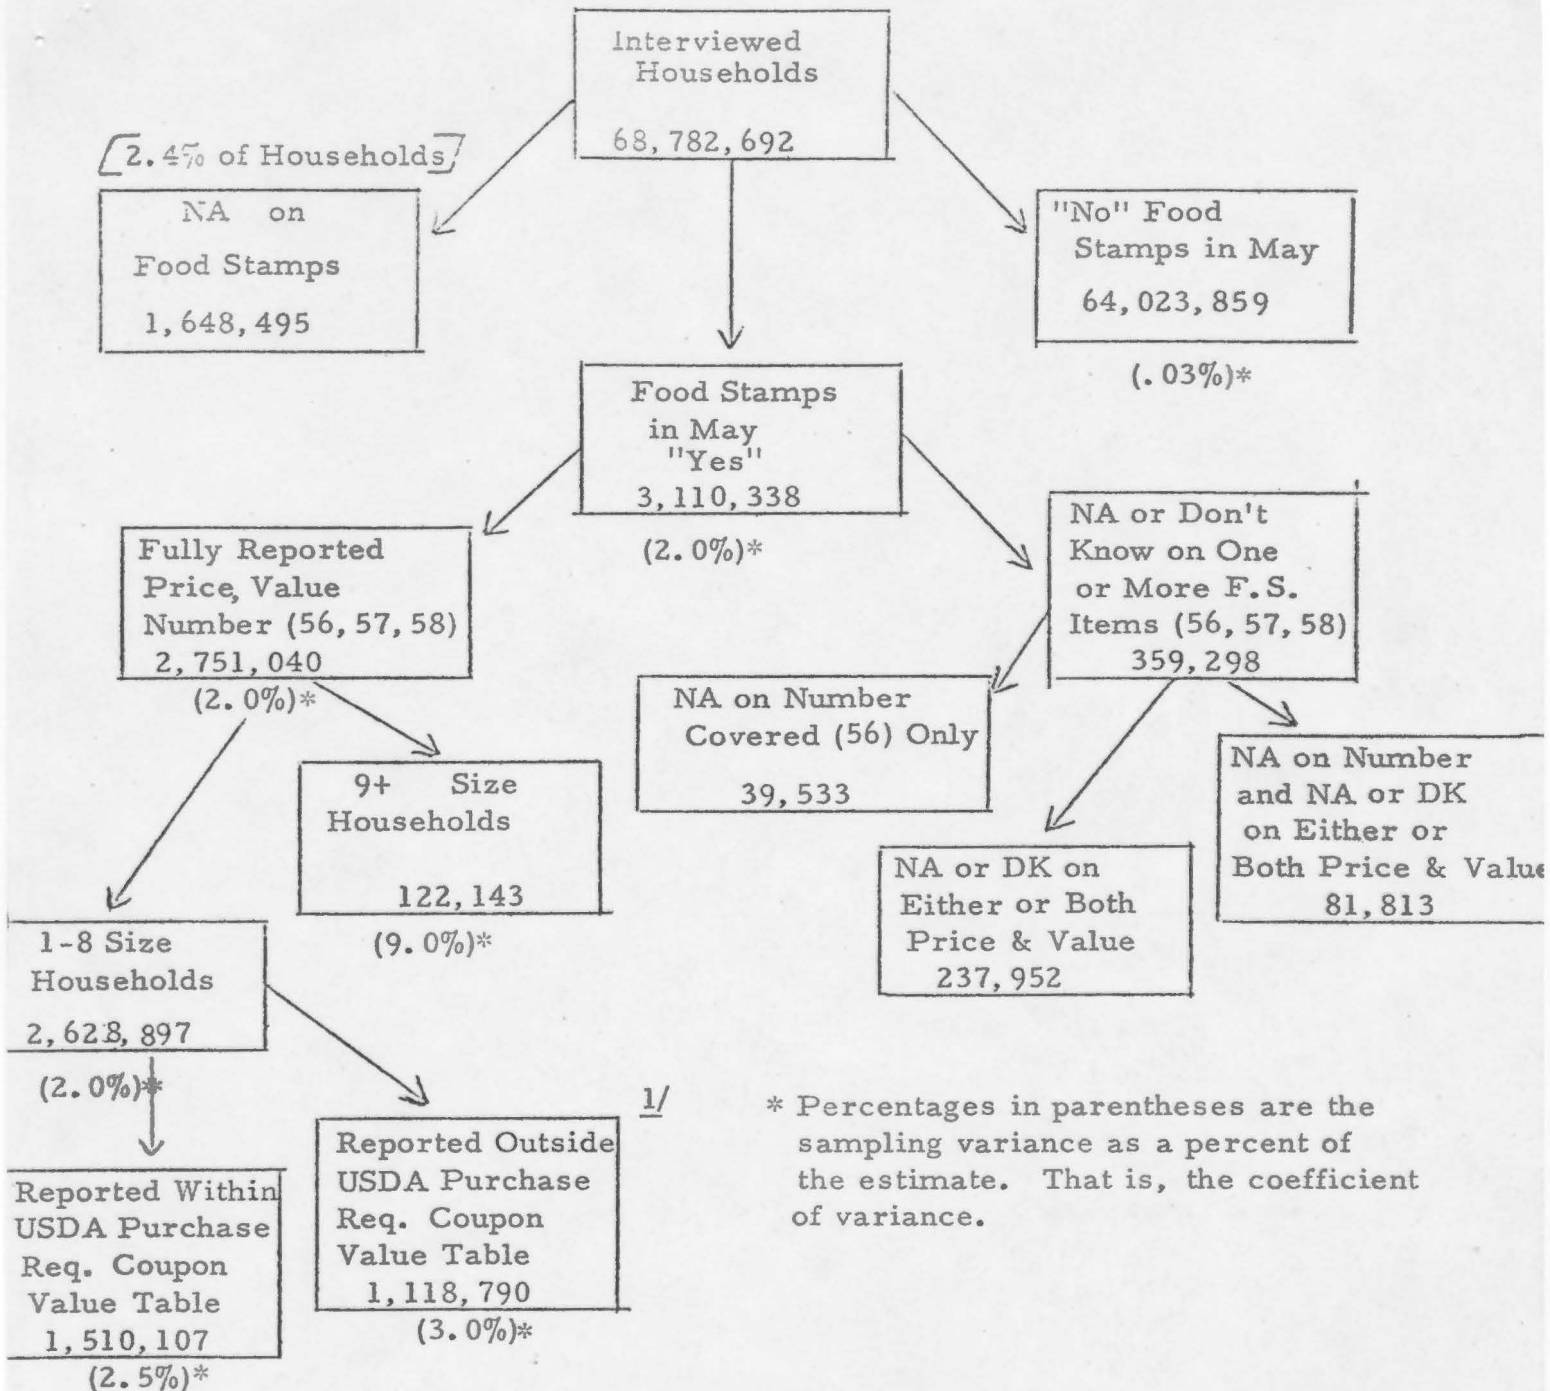 Interviewed
Households
68,782,692
[2.4% of Households]
NA on
Food Stamps
1,648,495
"No" Food
Stamps in May
64,023,859
(.03%)*
Food Stamps
in May
"Yes"
3,110,338
(2.0%)*
Fully Reported
Price, Value
Number (56, 57, 58)
2,751,040
(2.0%)*
NA or Don't
Know on One
or More F.S.
Items (56, 57, 58)
359,298
NA on Number
Covered (56) Only
39,533
NA on Number
and NA or DK
on Either or
Both Price & Value
81,813
9+ Size
Households
122,143
(9.0%)*
NA or DK on
Either or Both
Price & Value
237,952
1-8 Size
Households
2,628,897
(2.0%)*
1/
Reported Outside
USDA Purchase
Req. Coupon
Value Table
1,118,790
(3.0%)*
Reported Within
USDA Purchase
Req. Coupon
Value Table
1,510,107
(2.5%)*
* Percentages in parentheses are the
sampling variance as a percent of
the estimate. That is, the coefficient
of variance.